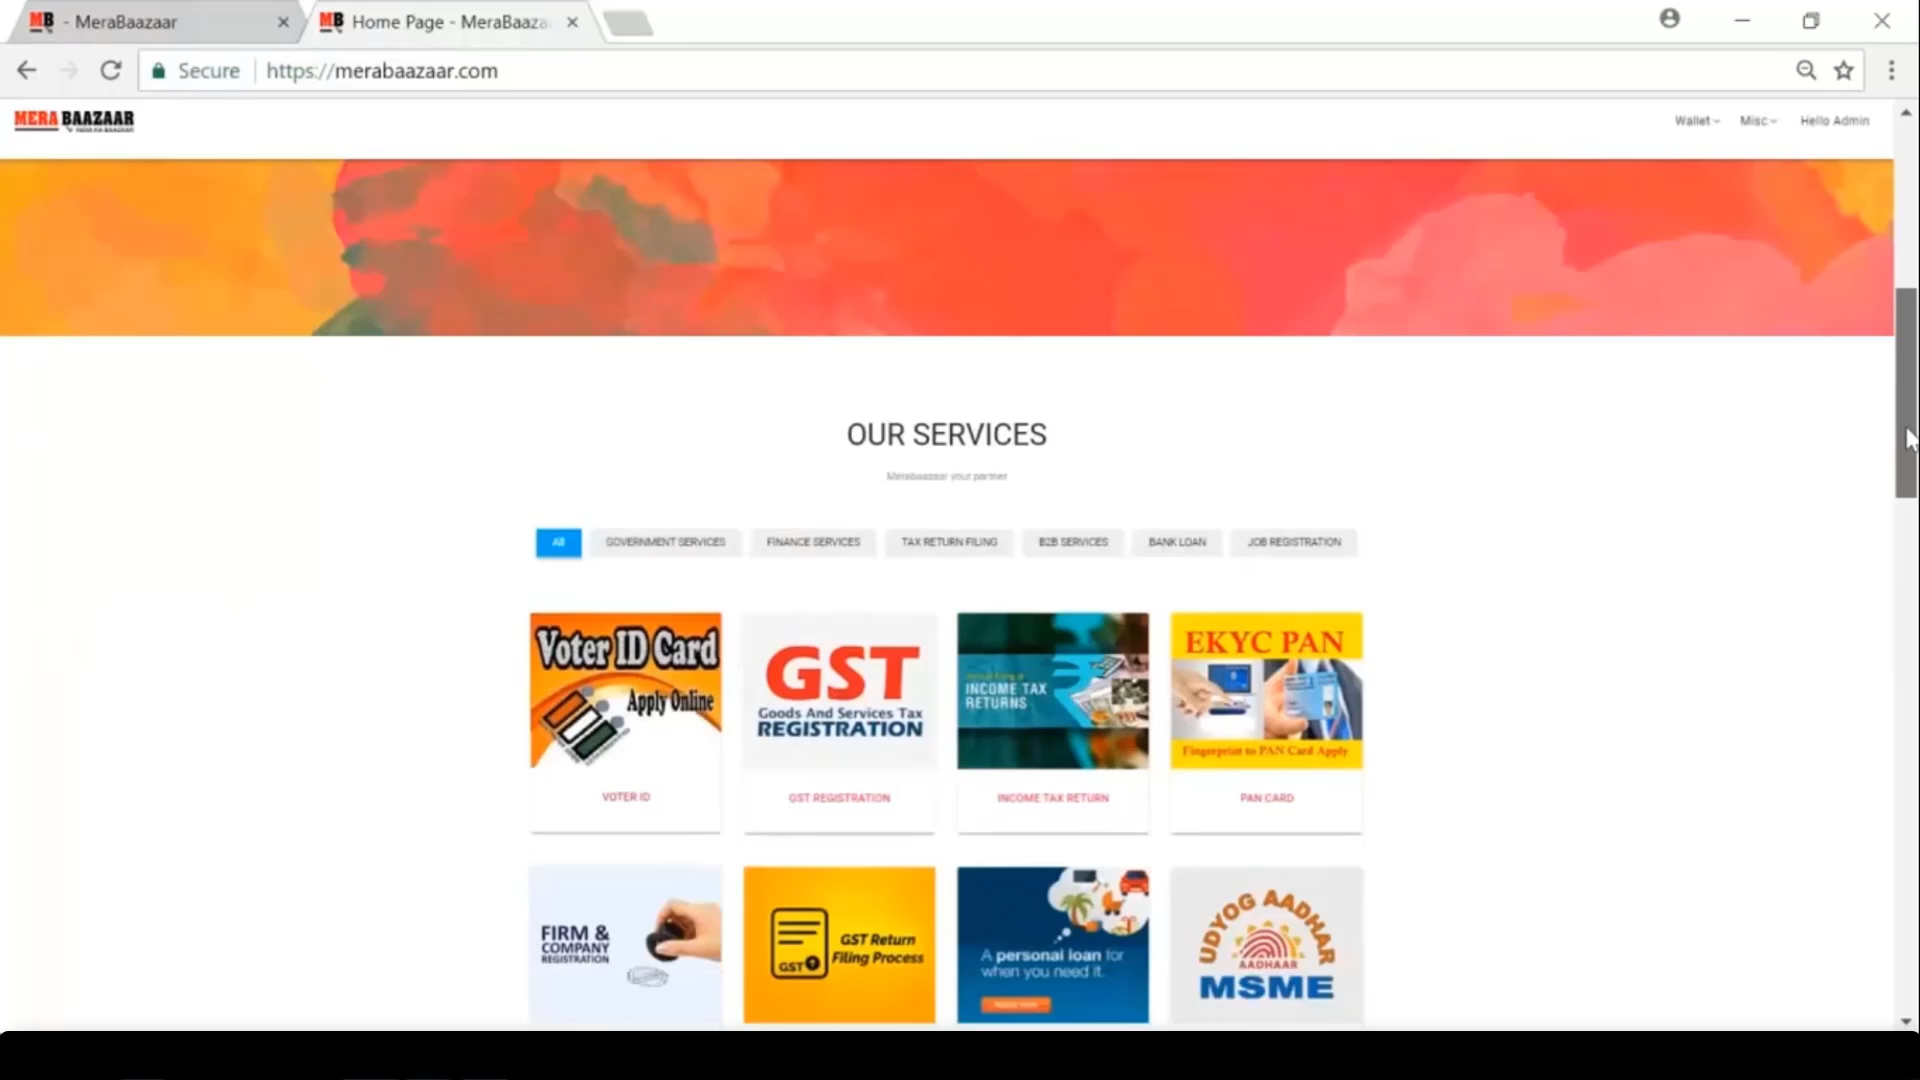 MB - MeraBaazaar
MB Home Page - MeraBaaza
Secure https://merabaazaar.com
MERA BAAZAAR
Wallet Misc Hello Admin
OUR SERVICES
Merabaazaar your partner
All GOVERNMENT SERVICES FINANCE SERVICES TAX RETURN FILING B2B SERVICES BANK LOAN JOB REGISTRATION
Voter ID Card
Apply Online
VOTER ID
GST
Goods And Services Tax
REGISTRATION
GST REGISTRATION
INCOME TAX
RETURNS
INCOME TAX RETURN
EKYC PAN
Fingerprint to PAN Card Apply
PAN CARD
FIRM &
COMPANY
REGISTRATION
GST Return
Filing Process
GST
A personal loan for
when you need it.
UDYOG AADHAR
AADHAAR
MSME